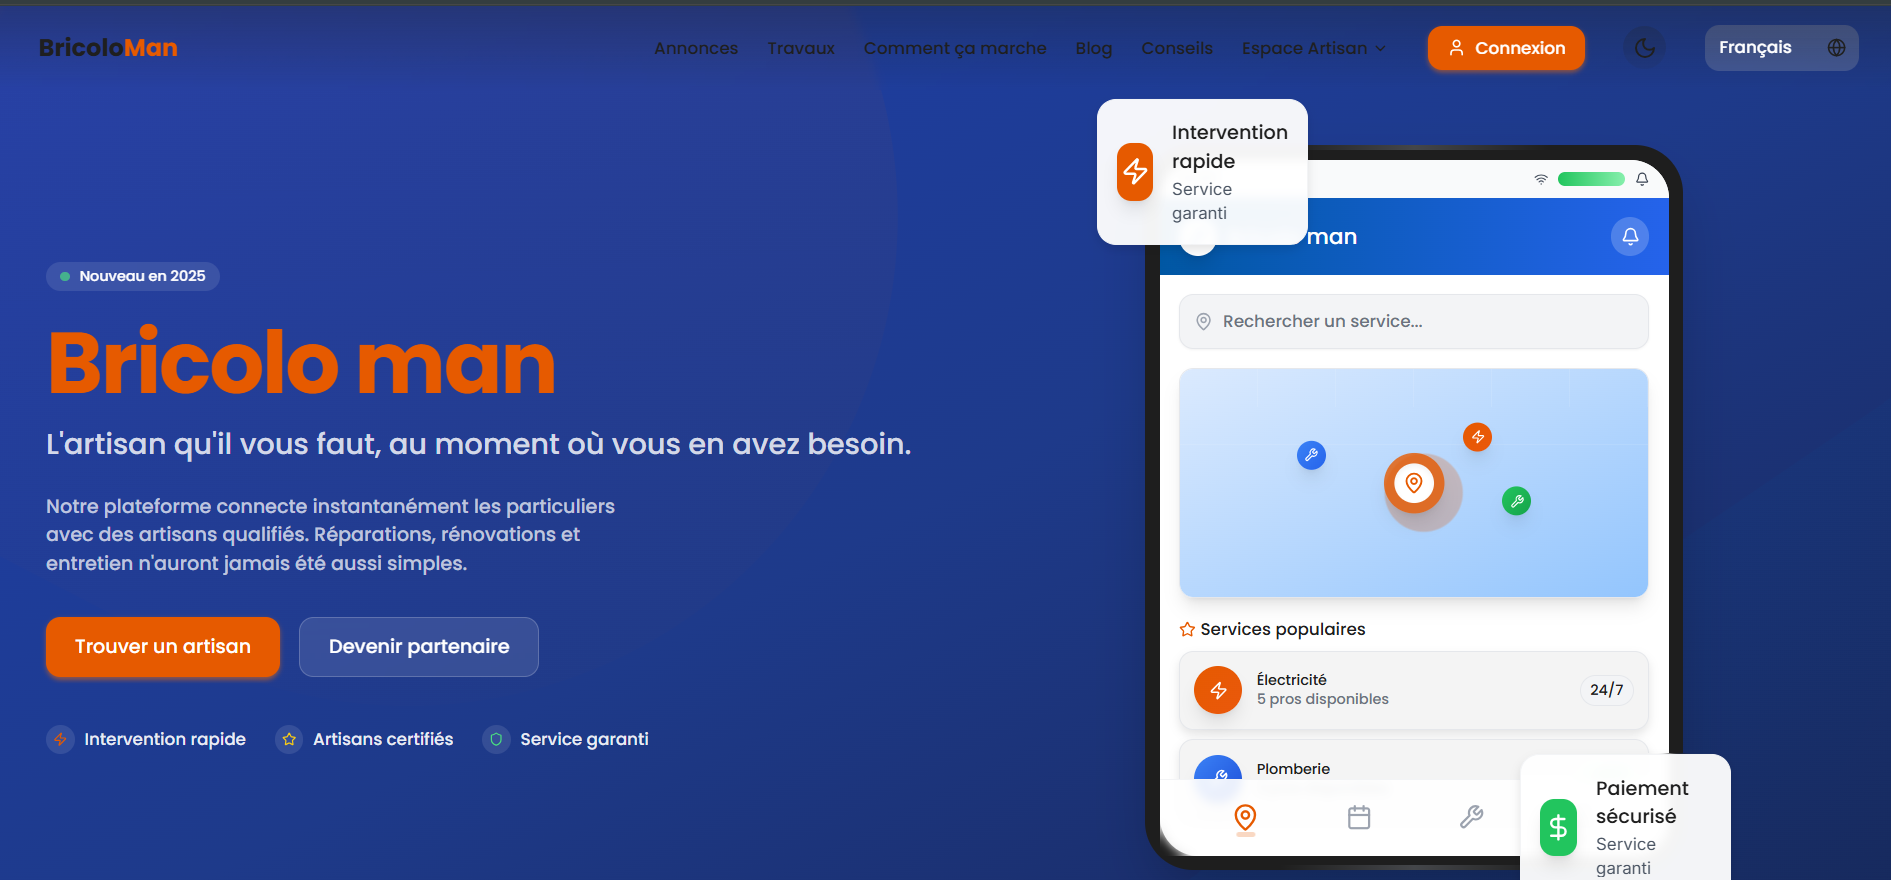 BricoloMan
Annonces Travaux Comment ça marche Blog Conseils Espace Artisan
Connexion
Français
Nouveau en 2025
Bricolo man
L'artisan qu'il vous faut, au moment où vous en avez besoin.
Notre plateforme connecte instantanément les particuliers
avec des artisans qualifiés. Réparations, rénovations et
entretien n'auront jamais été aussi simples.
Trouver un artisan
Devenir partenaire
Intervention rapide
Artisans certifiés
Service garanti
Intervention
rapide
Service
garanti
man
Rechercher un service...
Services populaires
Électricité
5 pros disponibles
24/7
Plomberie
Paiement
sécurisé
Service
garanti